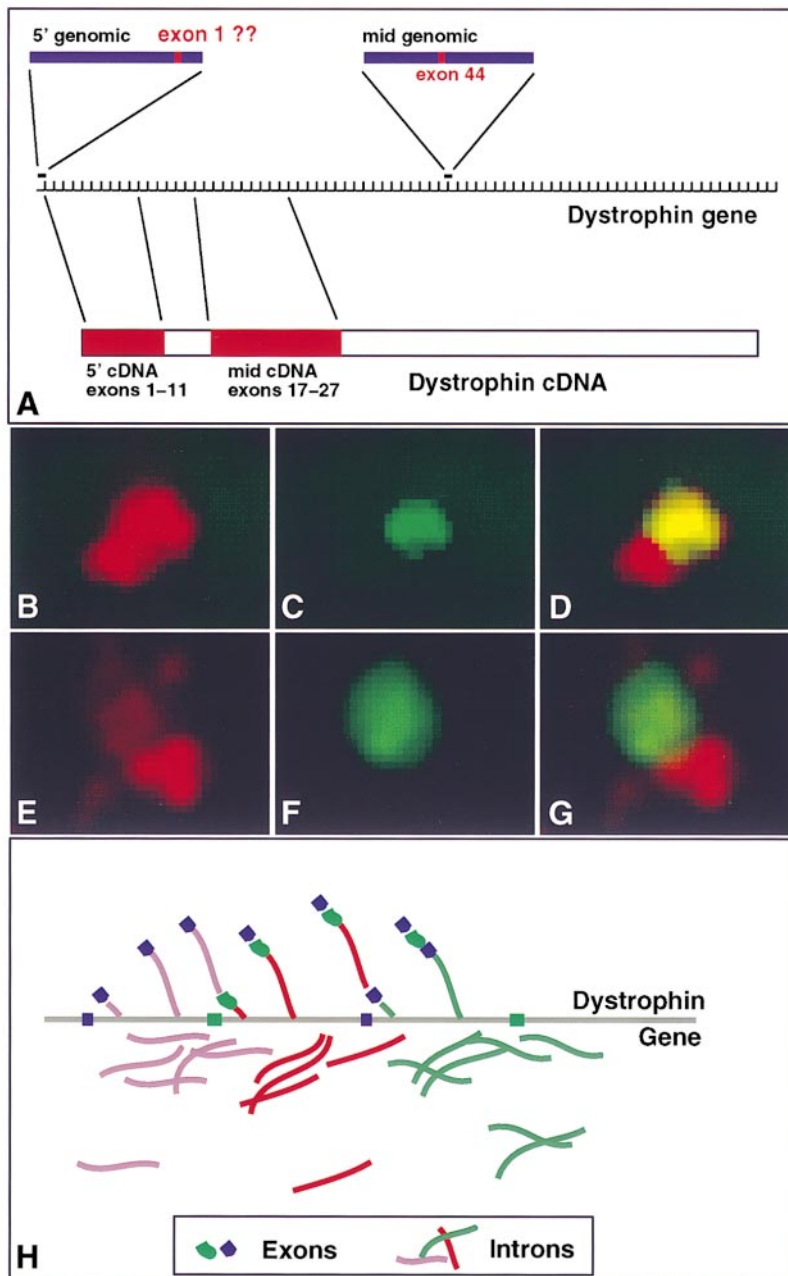 5' genomic
exon 1 ??
mid genomic
exon 44
Dystrophin gene
5' cDNA
exons 1–11
mid cDNA
exons 17–27
Dystrophin cDNA
A
B
C
D
E
F
G
Dystrophin
Gene
Exons
Introns
H